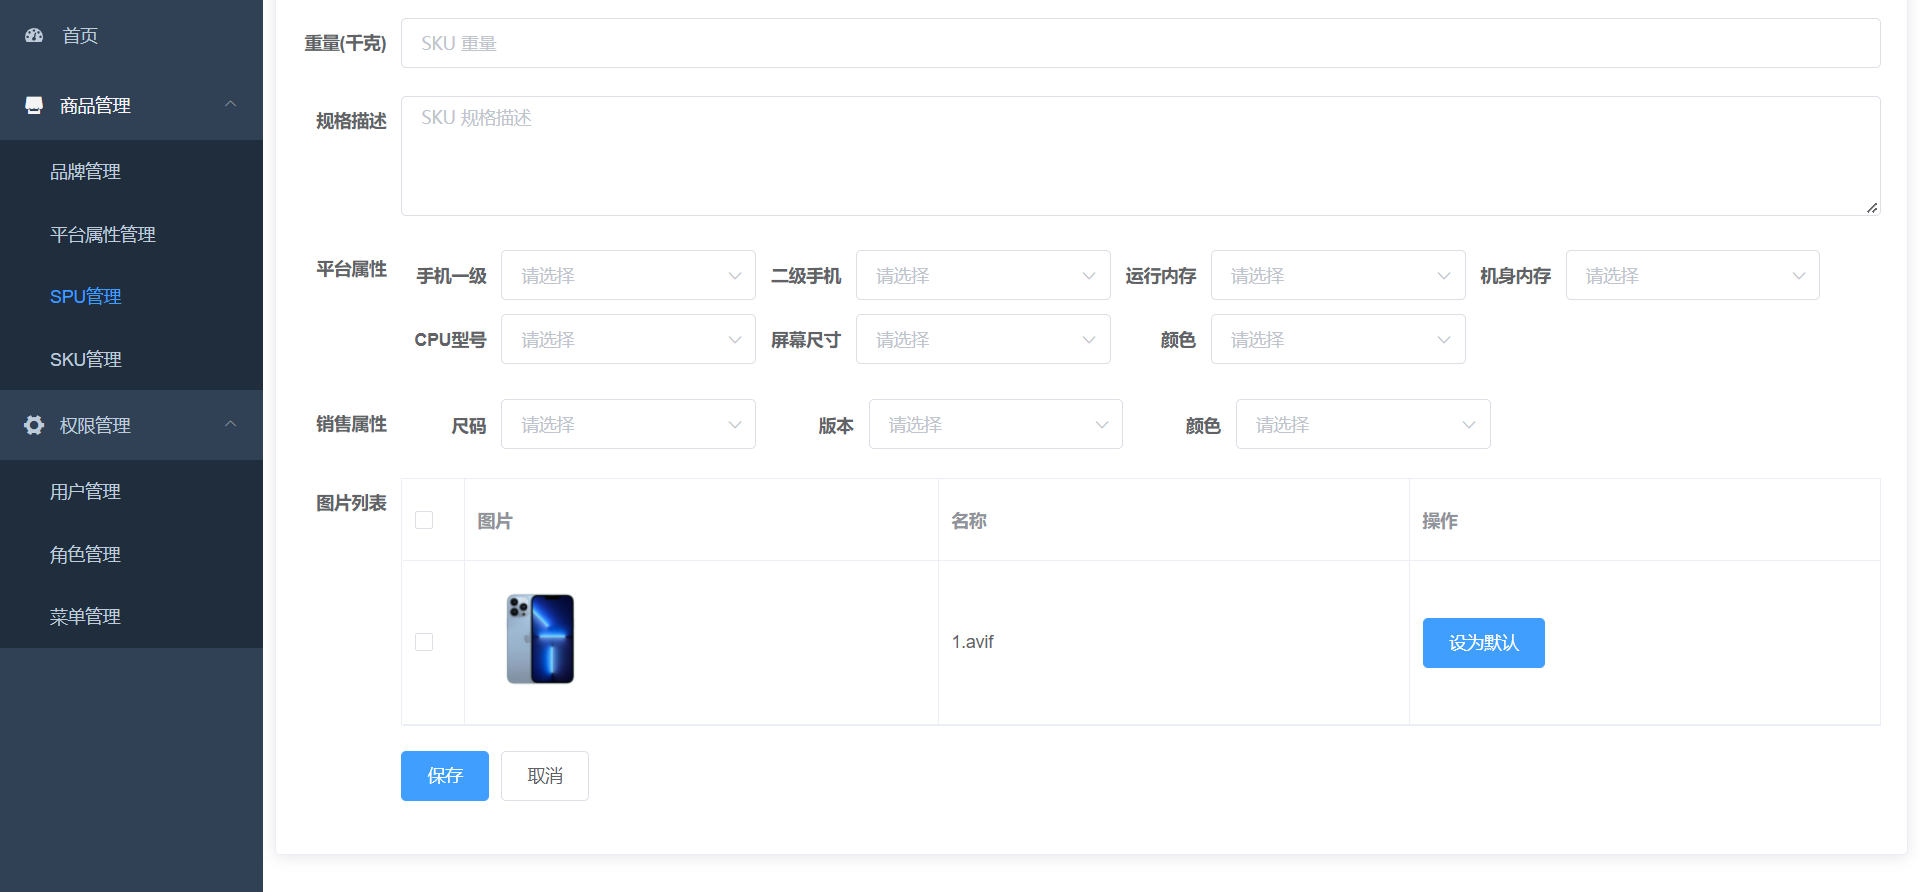 首页
商品管理
品牌管理
平台属性管理
SPU管理
SKU管理
权限管理
用户管理
角色管理
菜单管理
重量(千克) SKU 重量
规格描述 SKU 规格描述
平台属性 手机一级 请选择 二级手机 请选择 运行内存 请选择 机身内存 请选择
CPU型号 请选择 屏幕尺寸 请选择 颜色 请选择
销售属性 尺码 请选择 版本 请选择 颜色 请选择
图片列表 图片 名称 操作
1.avif 设为默认
保存 取消